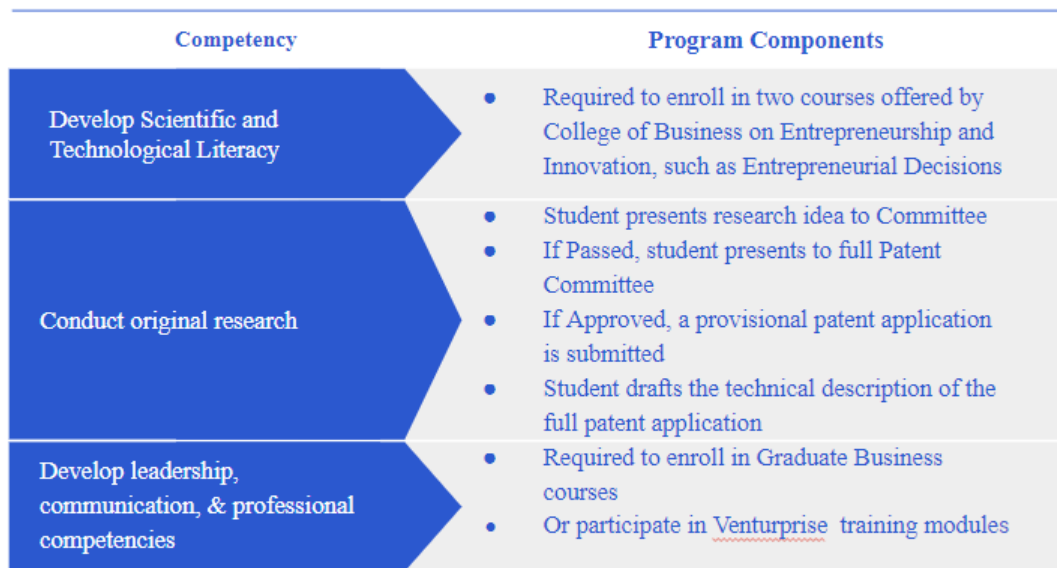 Competency
Program Components
Develop Scientific and
Technological Literacy
● Required to enroll in two courses offered by
College of Business on Entrepreneurship and
Innovation, such as Entrepreneurial Decisions
Conduct original research
● Student presents research idea to Committee
● If Passed, student presents to full Patent
Committee
● If Approved, a provisional patent application
is submitted
● Student drafts the technical description of the
full patent application
Develop leadership,
communication, & professional
competencies
● Required to enroll in Graduate Business
courses
● Or participate in Venturprise training modules